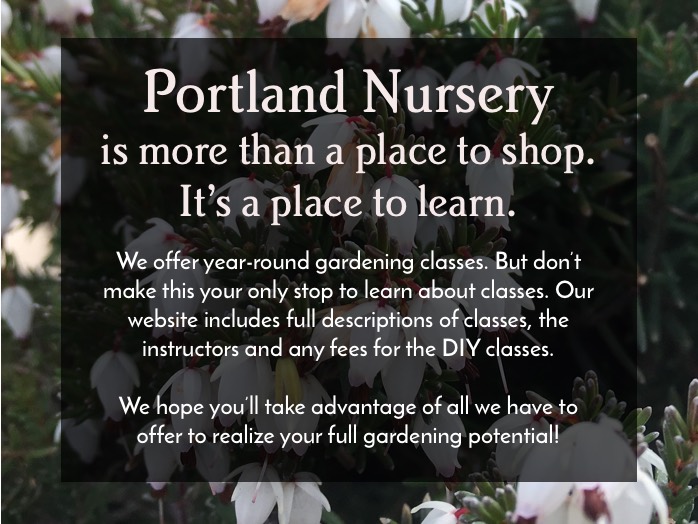 Portland Nursery
is more than a place to shop.
It's a place to learn.
We offer year-round gardening classes. But don't
make this your only stop to learn about classes. Our
website includes full descriptions of classes, the
instructors and any fees for the DIY classes.
We hope you'll take advantage of all we have to
offer to realize your full gardening potential!